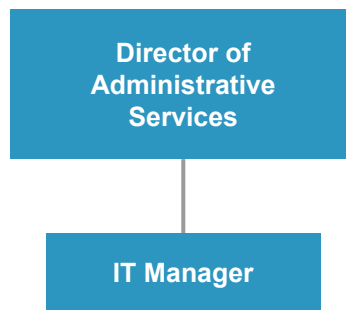 Director of
Administrative
Services
IT Manager